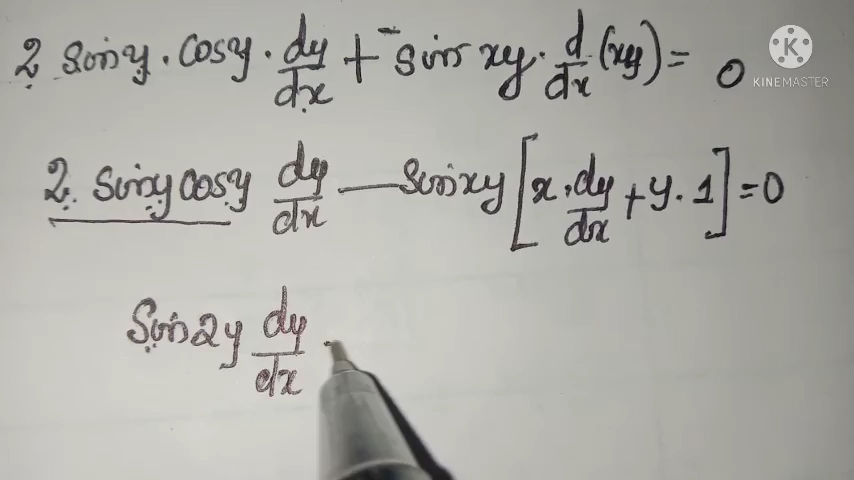 2 sin y . cos y . dy/dx + - sin xy . d/dx (xy) = 0
KINEMASTER
2 sin y cos y dy/dx — sin xy [x . dy/dx + y . 1] = 0
Sin 2y dy/dx -